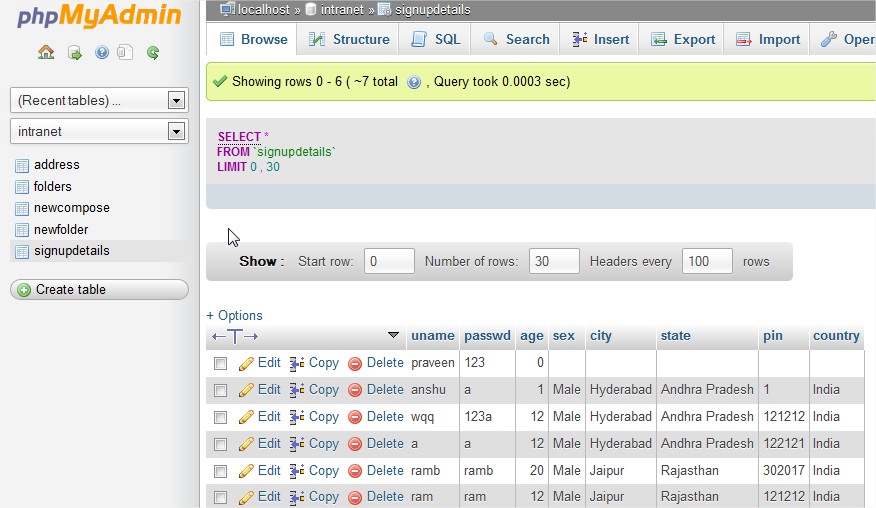 phpMyAdmin
localhost » intranet » signupdetails
Browse Structure SQL Search Insert Export Import Oper
(Recent tables) ...
intranet
address
folders
newcompose
newfolder
signupdetails
Create table
Showing rows 0 - 6 ( ~7 total , Query took 0.0003 sec)
SELECT *
FROM `signupdetails`
LIMIT 0 , 30
Show : Start row: 0 Number of rows: 30 Headers every 100 rows
+ Options
←T→ uname passwd age sex city state pin country
Edit Copy Delete praveen 123 0
Edit Copy Delete anshu a 1 Male Hyderabad Andhra Pradesh 1 India
Edit Copy Delete wqq 123a 12 Male Hyderabad Andhra Pradesh 121212 India
Edit Copy Delete a a 12 Male Hyderabad Andhra Pradesh 122121 India
Edit Copy Delete ramb ramb 20 Male Jaipur Rajasthan 302017 India
Edit Copy Delete ram ram 12 Male Jaipur Rajasthan 121212 India